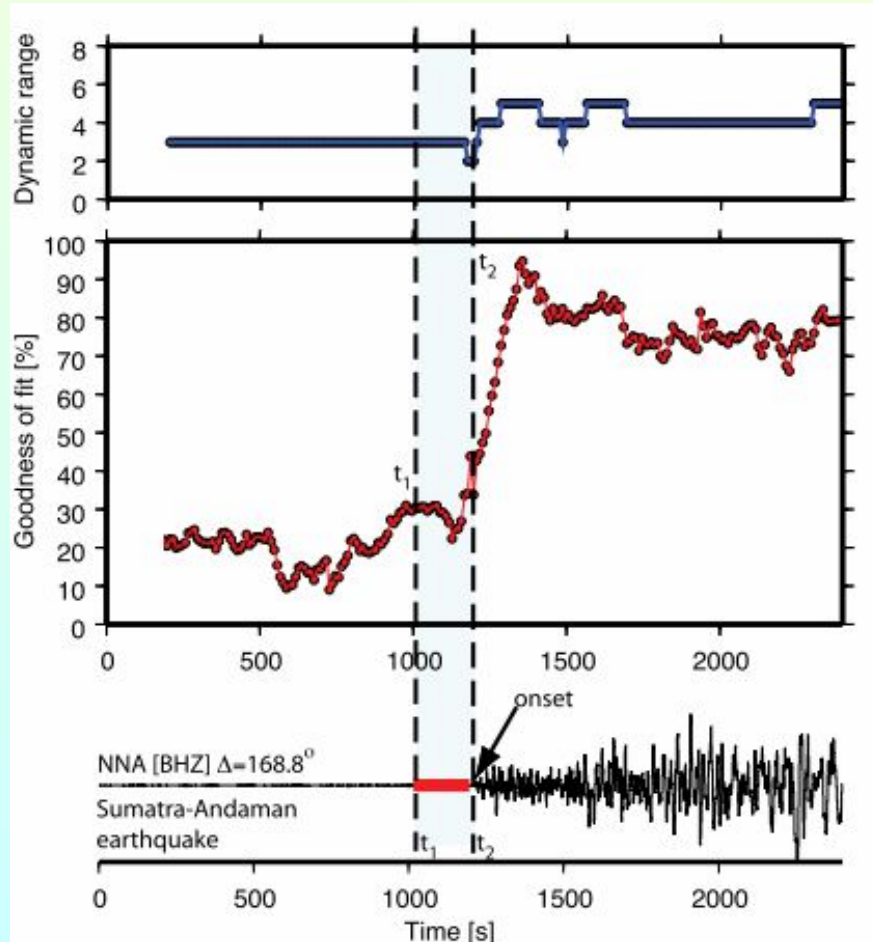 Dynamic range
8
6
4
2
0
Goodness of fit [%]
100
90
80
70
60
50
40
30
20
10
0
t1
t2
0 500 1000 1500 2000
onset
NNA [BHZ] Δ=168.8°
Sumatra-Andaman
earthquake
t1 t2
0 500 1000 1500 2000
Time [s]